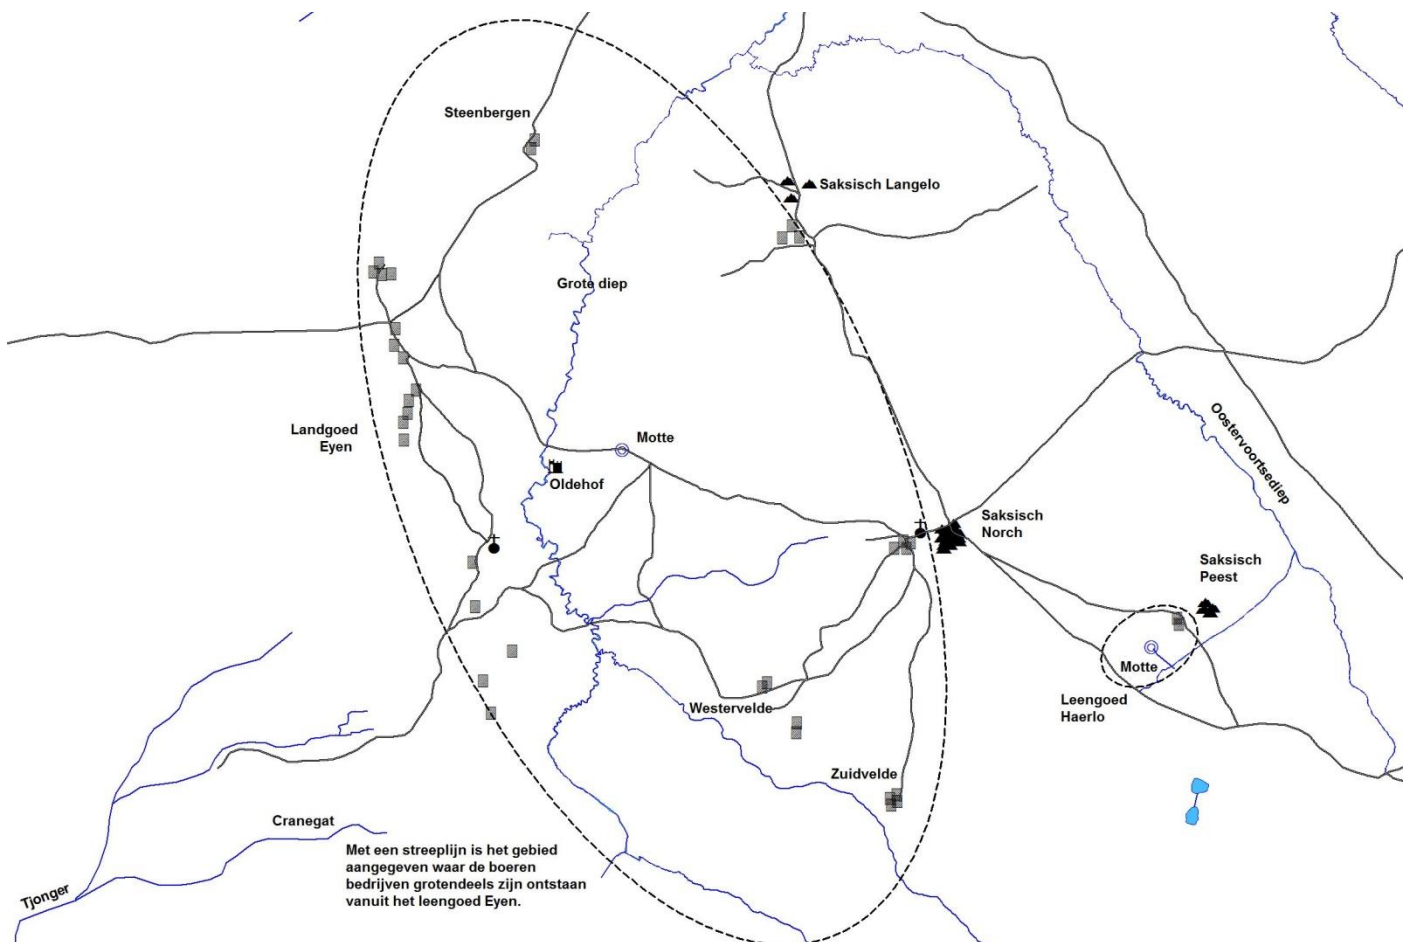 Steenbergen
Saksisch Langelo
Grote diep
Landgoed
Eyen
Motte
Oldehof
Oostervoortsediep
Saksisch
Norch
Saksisch
Peest
Motte
Leengoed
Haerlo
Westervelde
Zuidvelde
Cranegat
Tjonger
Met een streeplijn is het gebied
aangegeven waar de boeren
bedrijven grotendeels zijn ontstaan
vanuit het leengoed Eyen.